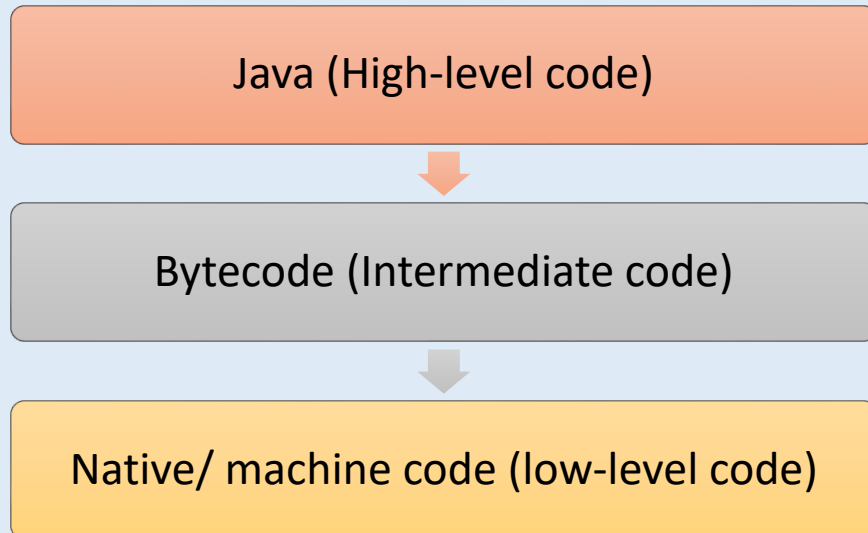 Java (High-level code)
Bytecode (Intermediate code)
Native/ machine code (low-level code)